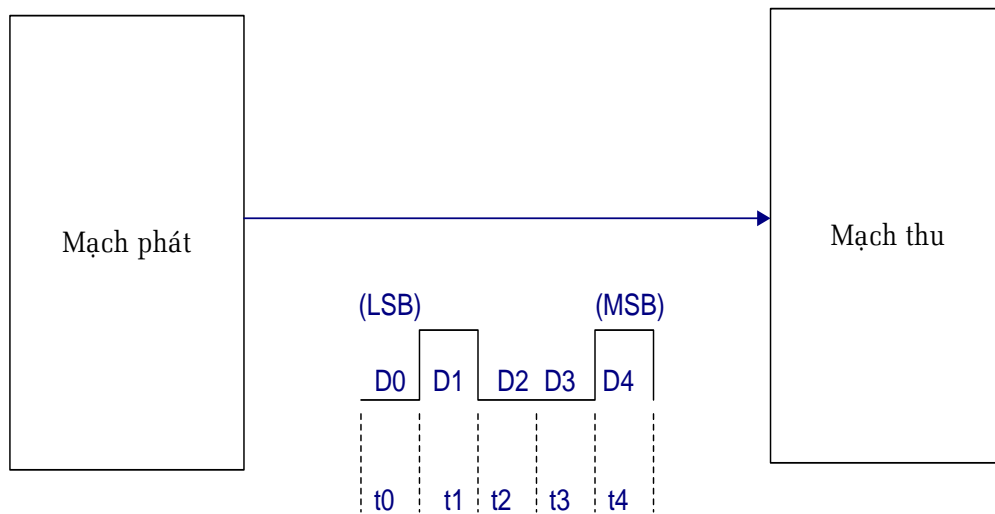 Mạch phát
Mạch thu
(LSB) (MSB)
D0 D1 D2 D3 D4
t0 t1 t2 t3 t4